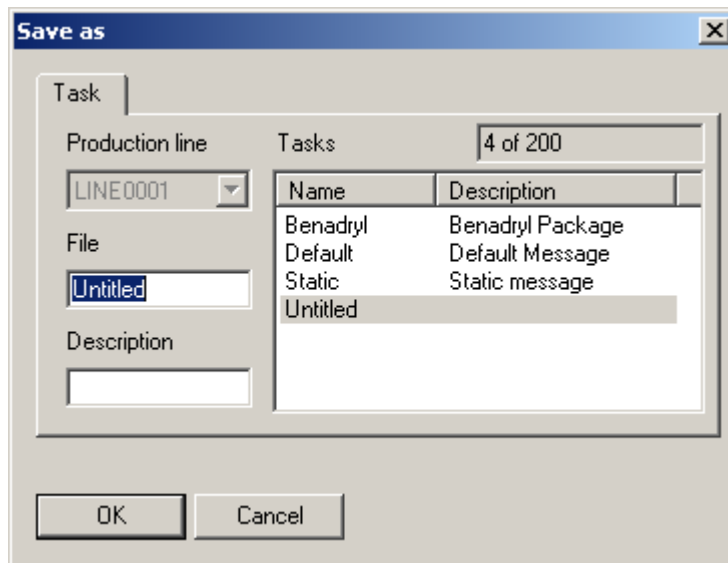 Save as
Task
Production line
LINE0001
File
Untitled
Description
Tasks
4 of 200
Name Description
Benadryl Benadryl Package
Default Default Message
Static Static message
Untitled
OK
Cancel